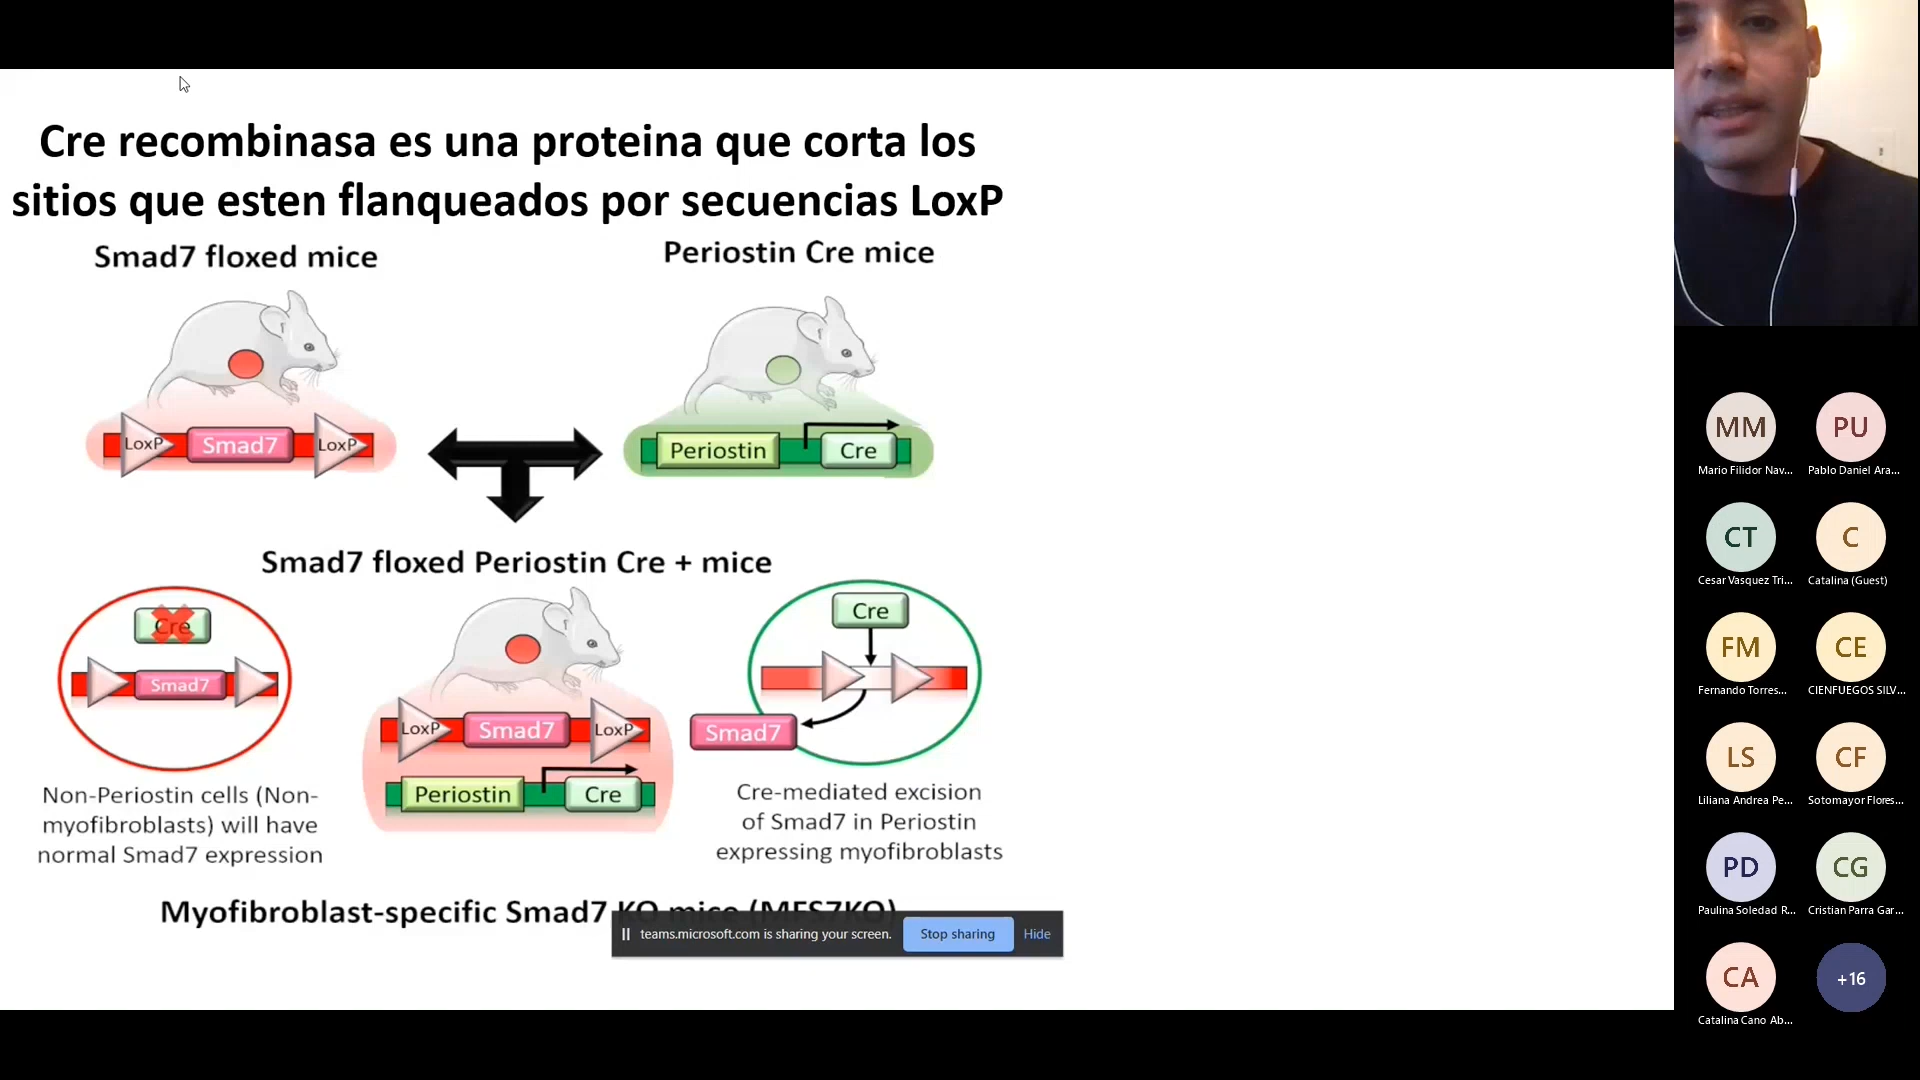 Cre recombinasa es una proteina que corta los
sitios que esten flanqueados por secuencias LoxP
Smad7 floxed mice
Periostin Cre mice
LoxP Smad7 LoxP
Periostin Cre
Smad7 floxed Periostin Cre + mice
Cre
Smad7
LoxP Smad7 LoxP
Periostin Cre
Cre
Smad7
Non-Periostin cells (Non-
myofibroblasts) will have
normal Smad7 expression
Cre-mediated excision
of Smad7 in Periostin
expressing myofibroblasts
Myofibroblast-specific Smad7 KO mice (MFS7KO)
teams.microsoft.com is sharing your screen. Stop sharing Hide
MM PU
Mario Filidor Nav... Pablo Daniel Ara...
CT C
Cesar Vasquez Tri... Catalina (Guest)
FM CE
Fernando Torres... CIENFUEGOS SILV...
LS CF
Liliana Andrea Pe... Sotomayor Flores...
PD CG
Paulina Soledad R... Cristian Parra Gar...
CA +16
Catalina Cano Ab...